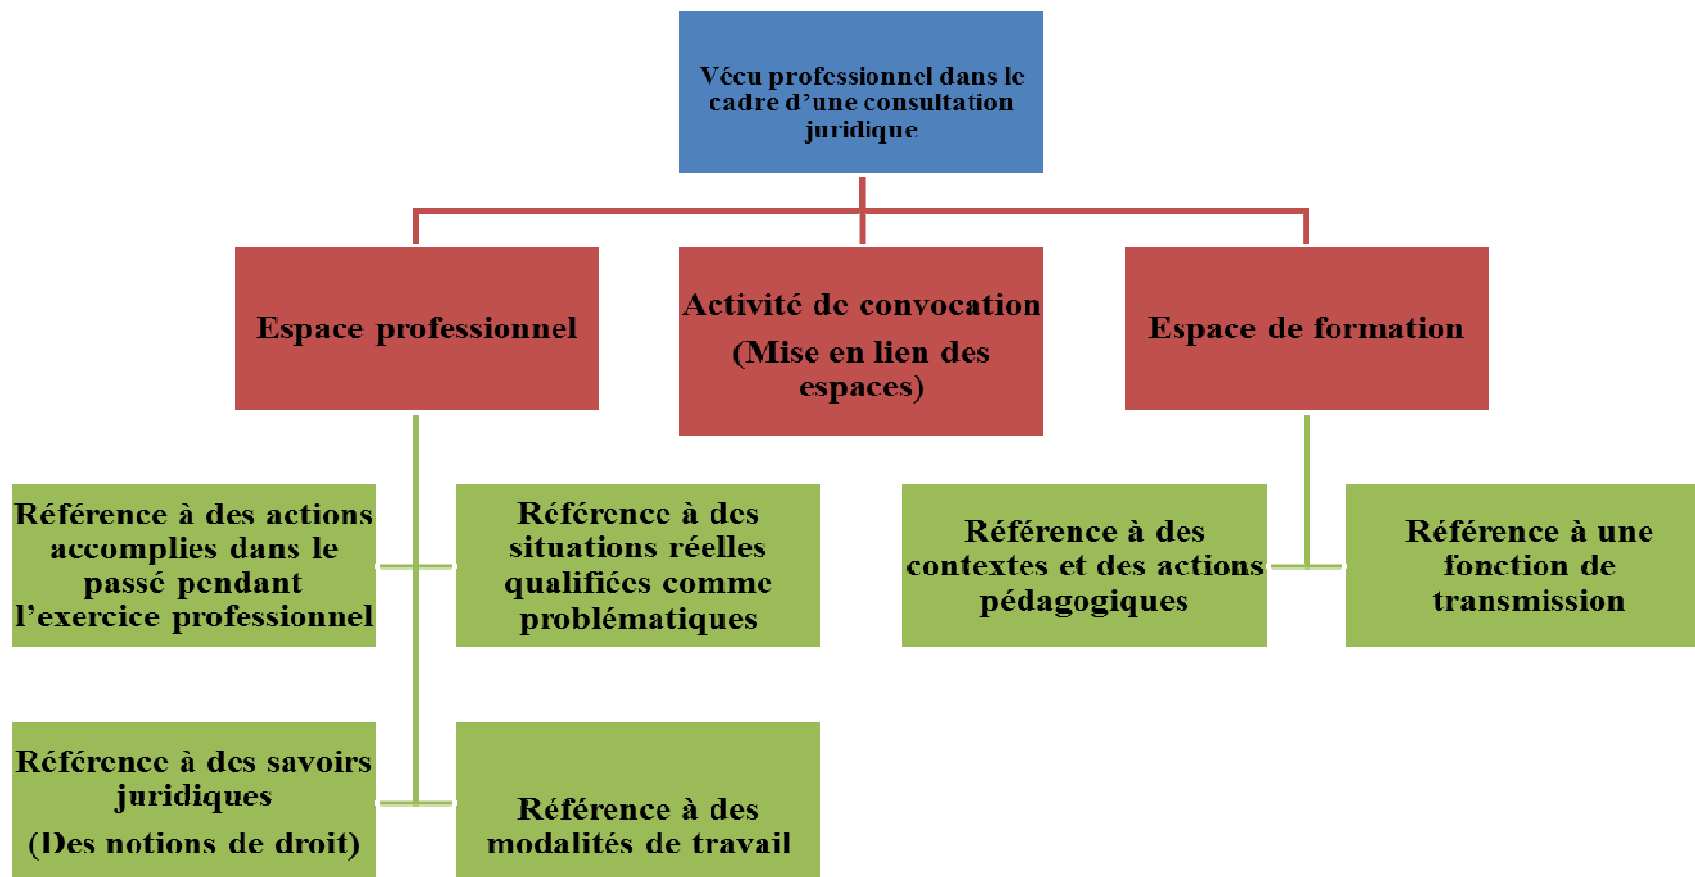 Vécu professionnel dans le
cadre d’une consultation
juridique
Espace professionnel
Activité de convocation
(Mise en lien des
espaces)
Espace de formation
Référence à des actions
accomplies dans le
passé pendant
l’exercice professionnel
Référence à des
situations réelles
qualifiées comme
problématiques
Référence à des
contextes et des actions
pédagogiques
Référence à une
fonction de
transmission
Référence à des savoirs
juridiques
(Des notions de droit)
Référence à des
modalités de travail